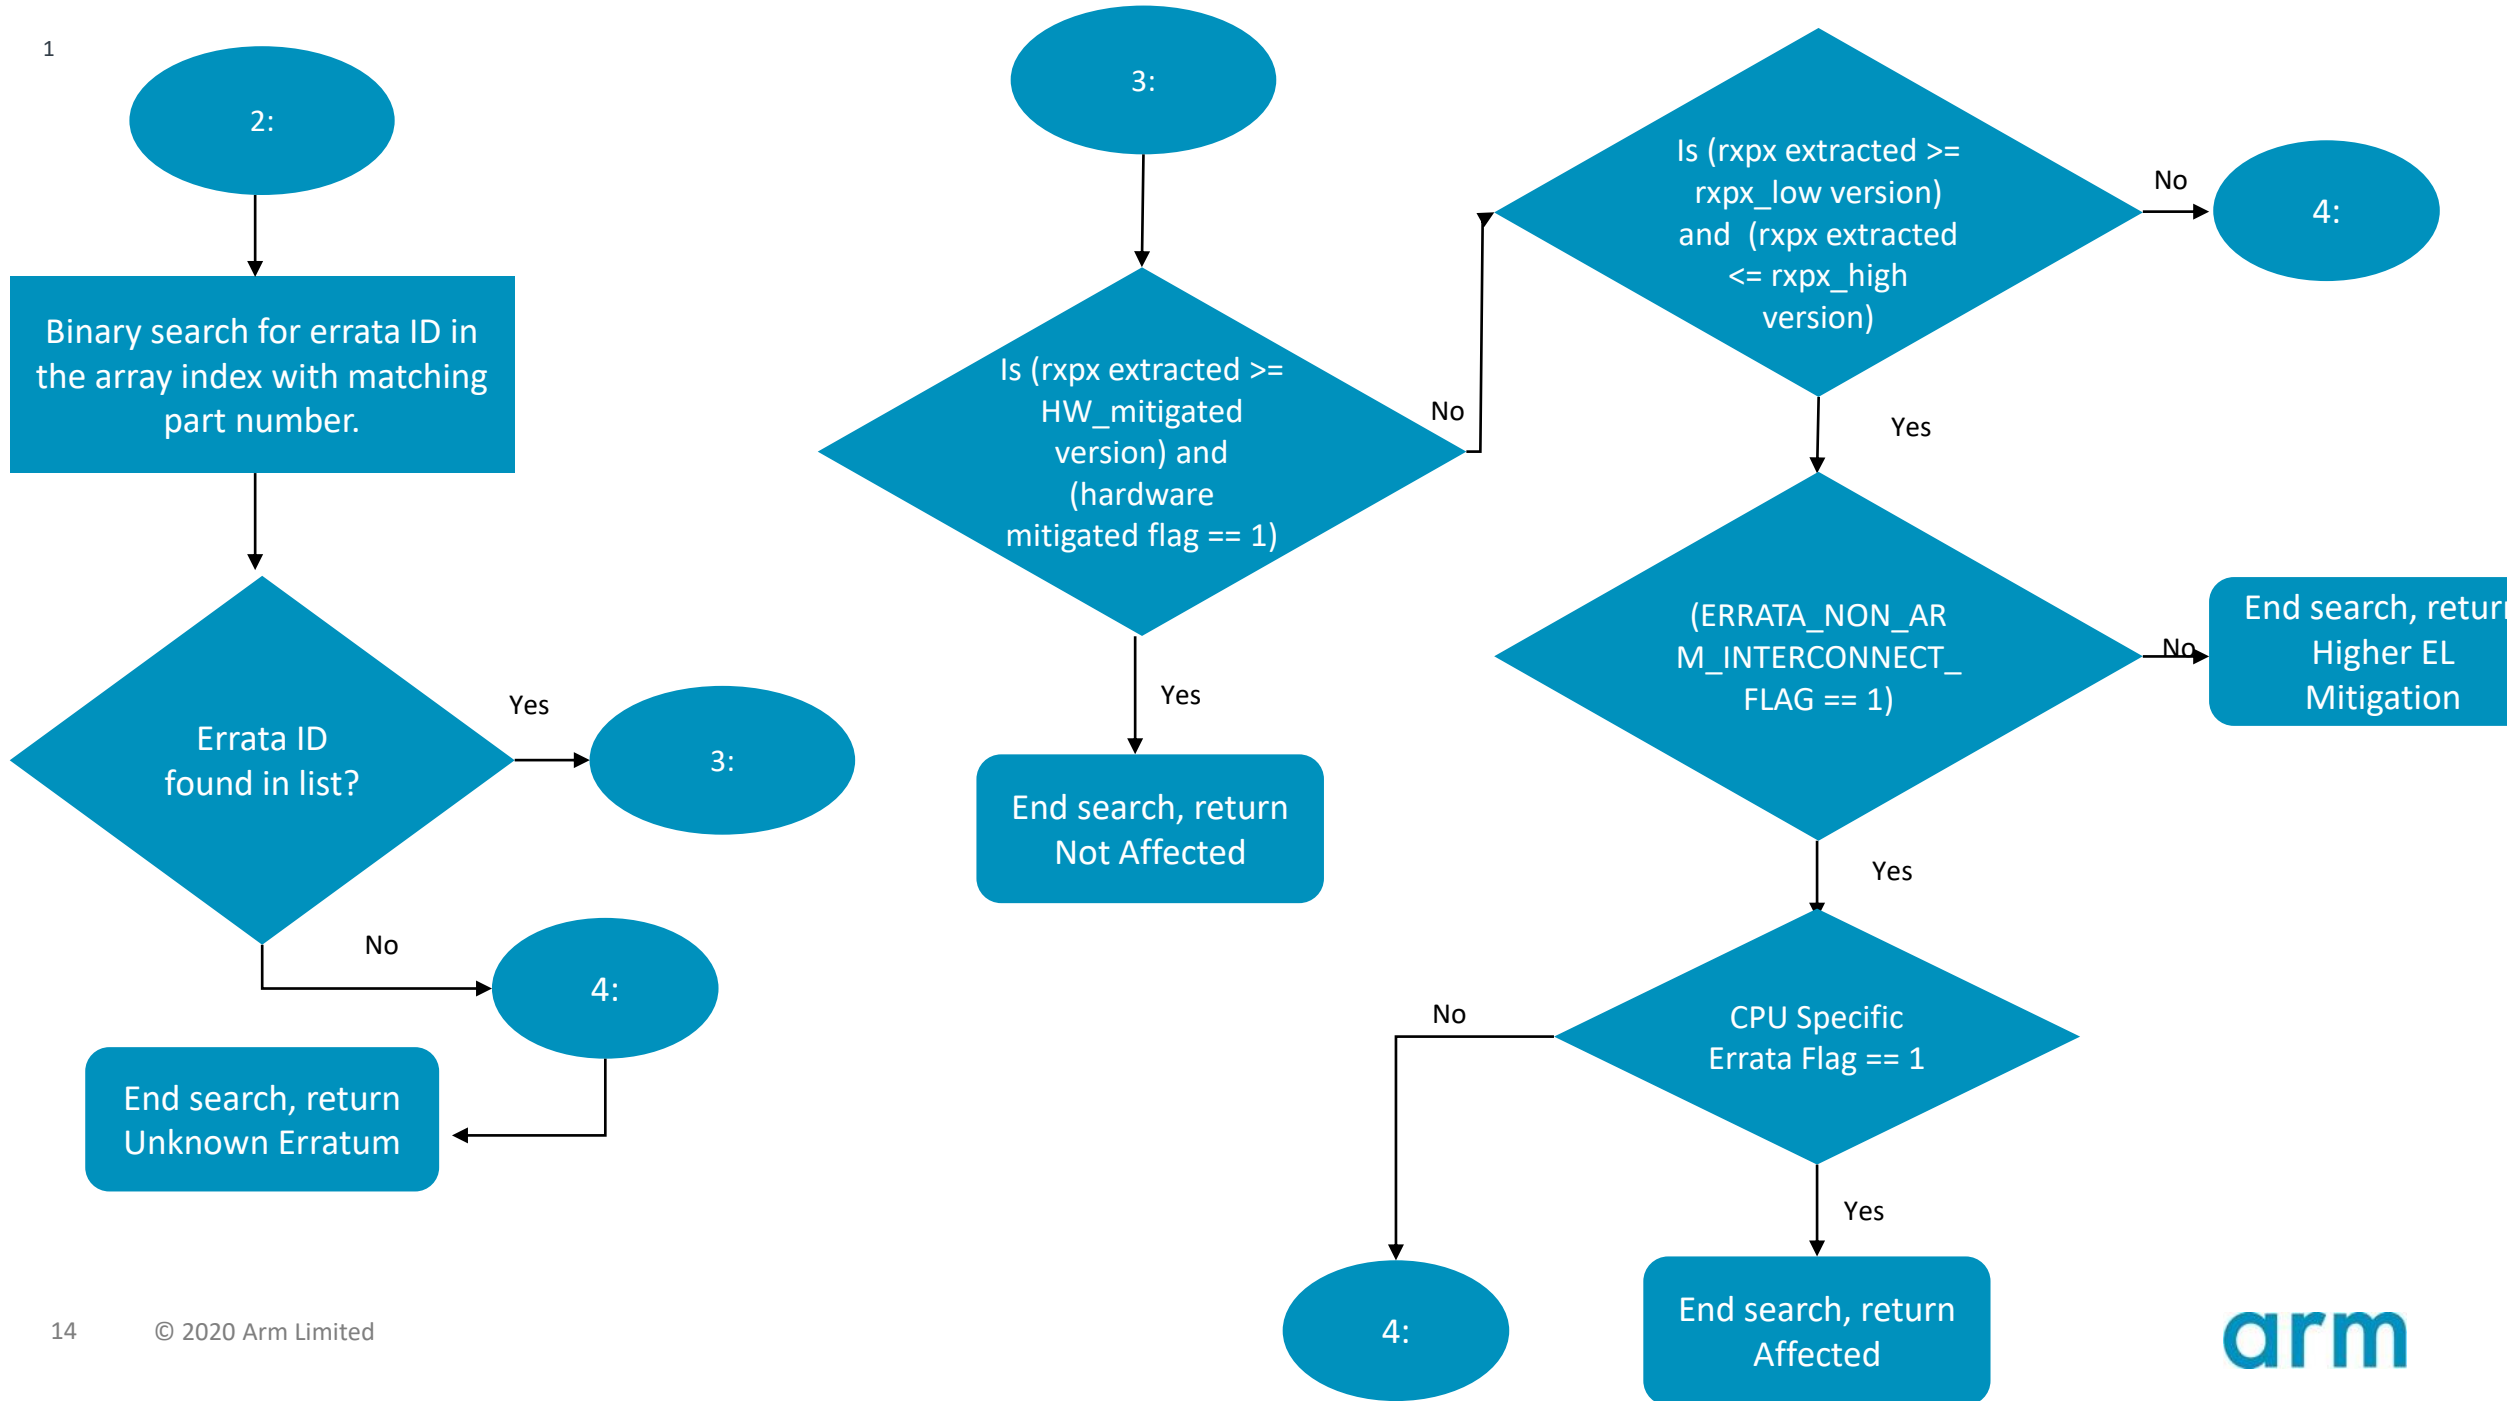 1
2:
Binary search for errata ID in
the array index with matching
part number.
Errata ID
found in list?
Yes
3:
No
4:
End search, return
Unknown Erratum
3:
Is (rxpx extracted >=
HW_mitigated
version) and
(hardware
mitigated flag == 1)
No
Yes
End search, return
Not Affected
Is (rxpx extracted >=
rxpx_low version)
and (rxpx extracted
<= rxpx_high
version)
No
4:
Yes
(ERRATA_NON_AR
M_INTERCONNECT_
FLAG == 1)
No
End search, return
Higher EL
Mitigation
Yes
CPU Specific
Errata Flag == 1
No
4:
Yes
End search, return
Affected
14
© 2020 Arm Limited
arm